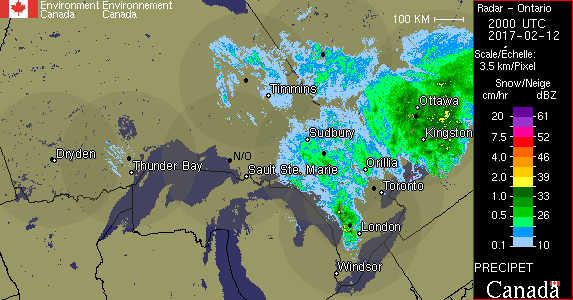 Environment Environnement
Canada Canada
100 KM
Timmins
Ottawa
Sudbury
Kingston
Dryden
Thunder Bay
N/O
Sault Ste. Marie
Orillia
Toronto
London
Windsor
Radar - Ontario
2000 UTC
2017-02-12
Scale/Échelle:
3.5 km/Pixel
Snow/Neige
cm/hr dBZ
20 61
7.5 52
4.0 46
2.0 39
1.0 33
0.5 26
0.1 10
PRECIPET
Canada